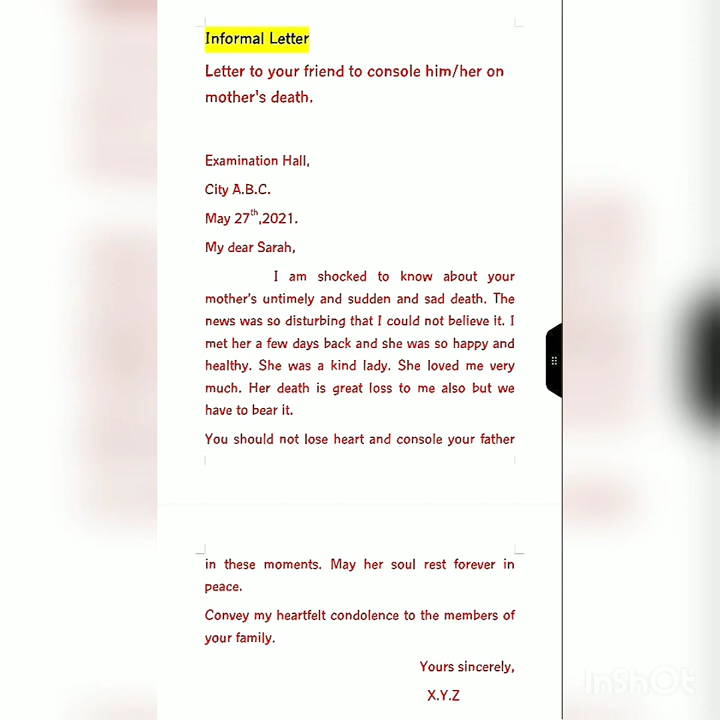 Informal Letter
Letter to your friend to console him/her on
mother's death.
Examination Hall,
City A.B.C.
May 27th,2021.
My dear Sarah,
I am shocked to know about your
mother's untimely and sudden and sad death. The
news was so disturbing that I could not believe it. I
met her a few days back and she was so happy and
healthy. She was a kind lady. She loved me very
much. Her death is great loss to me also but we
have to bear it.
You should not lose heart and console your father
in these moments. May her soul rest forever in
peace.
Convey my heartfelt condolence to the members of
your family.
Yours sincerely,
X.Y.Z
InShOt